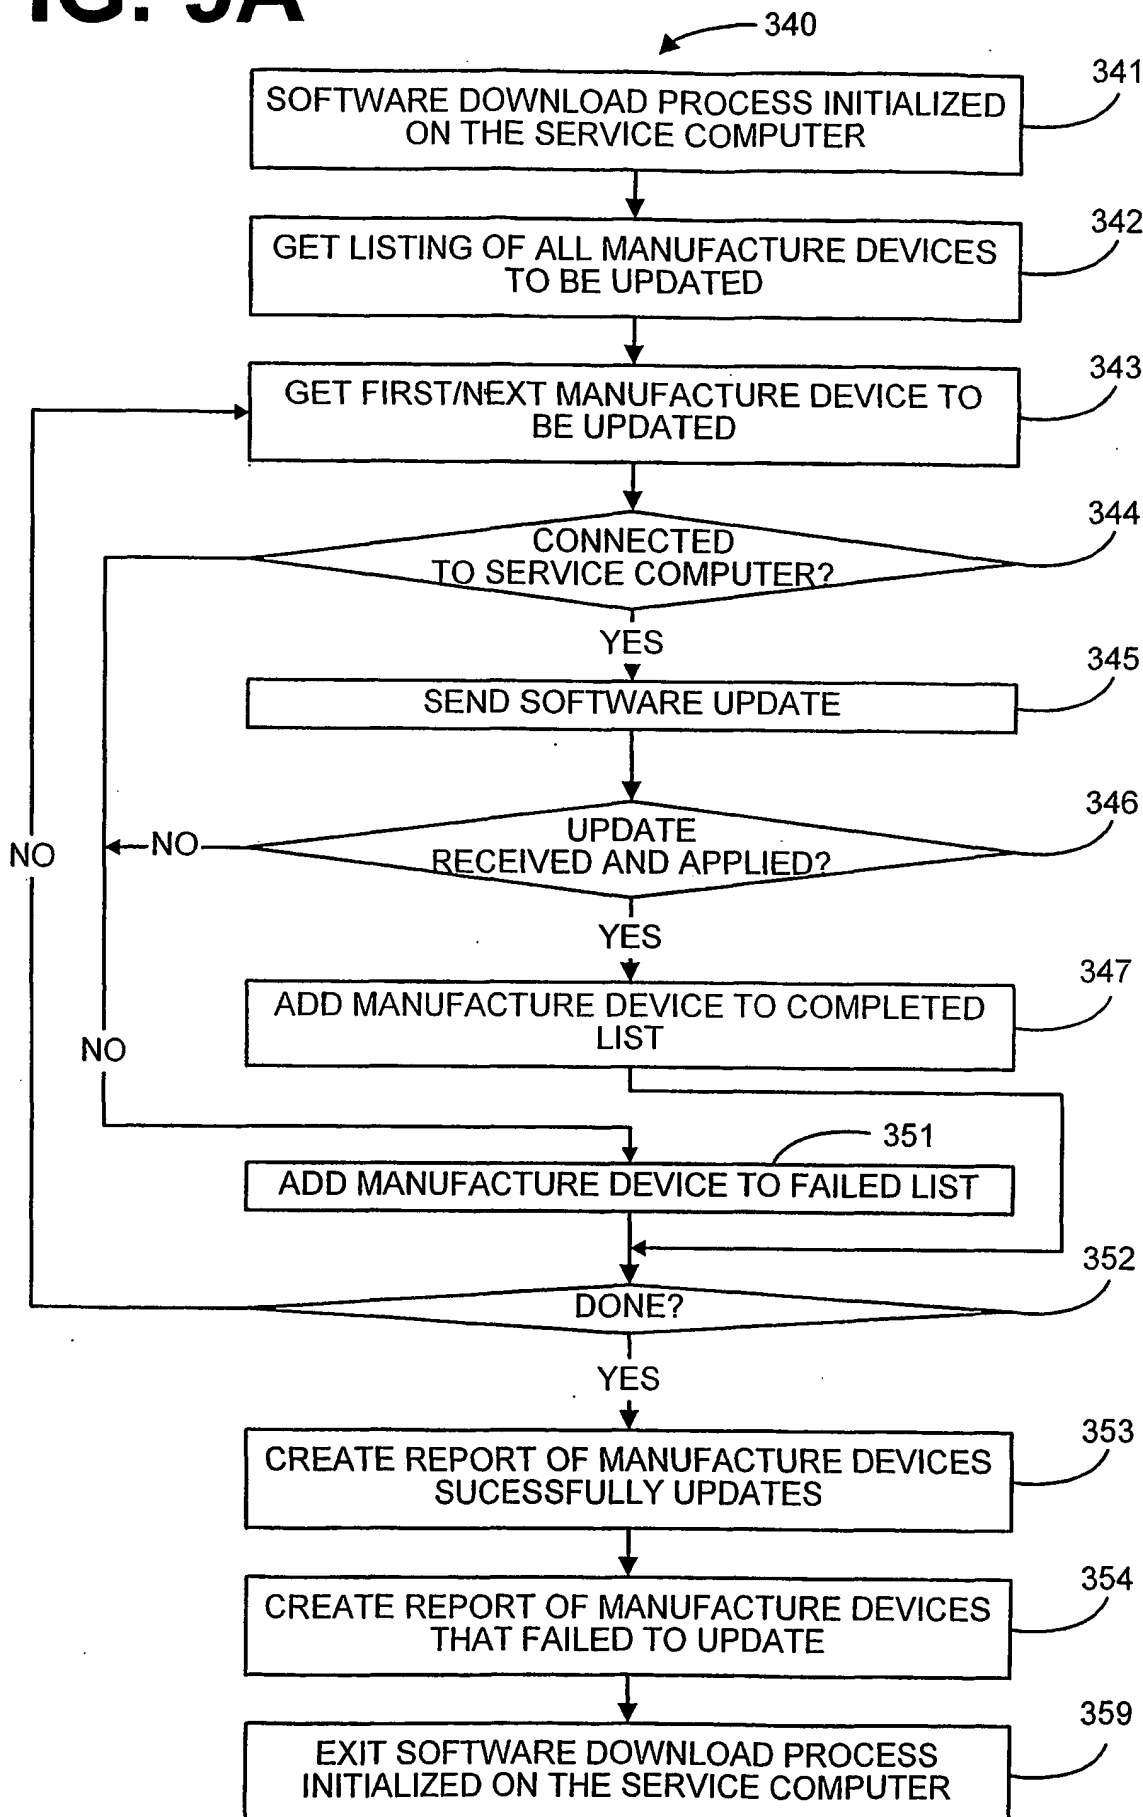 FIG. 9A
340
SOFTWARE DOWNLOAD PROCESS INITIALIZED
ON THE SERVICE COMPUTER
341
GET LISTING OF ALL MANUFACTURE DEVICES
TO BE UPDATED
342
GET FIRST/NEXT MANUFACTURE DEVICE TO
BE UPDATED
343
CONNECTED
TO SERVICE COMPUTER?
344
YES
SEND SOFTWARE UPDATE
345
UPDATE
RECEIVED AND APPLIED?
346
NO
NO
YES
ADD MANUFACTURE DEVICE TO COMPLETED
LIST
347
NO
351
ADD MANUFACTURE DEVICE TO FAILED LIST
DONE?
352
YES
CREATE REPORT OF MANUFACTURE DEVICES
SUCESSFULLY UPDATES
353
CREATE REPORT OF MANUFACTURE DEVICES
THAT FAILED TO UPDATE
354
EXIT SOFTWARE DOWNLOAD PROCESS
INITIALIZED ON THE SERVICE COMPUTER
359